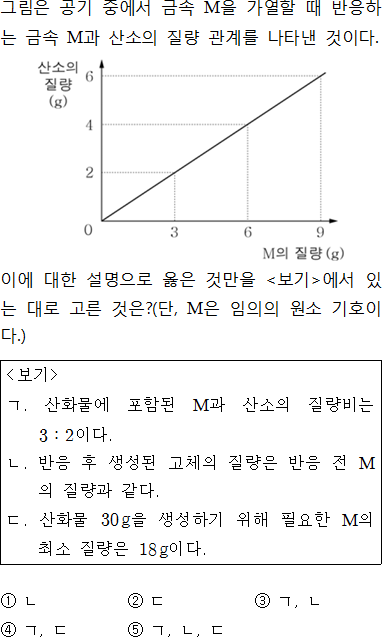 그림은 공기 중에서 금속 M을 가열할 때 반응하
는 금속 M과 산소의 질량 관계를 나타낸 것이다.
산소의
질량
(g)
6
4
2
0
3
6
9
M의 질량(g)
이에 대한 설명으로 옳은 것만을 <보기>에서 있
는 대로 고른 것은?(단, M은 임의의 원소 기호이
다.)
<보기>
ㄱ. 산화물에 포함된 M과 산소의 질량비는
3 : 2이다.
ㄴ. 반응 후 생성된 고체의 질량은 반응 전 M
의 질량과 같다.
ㄷ. 산화물 30g을 생성하기 위해 필요한 M의
최소 질량은 18g이다.
① ㄴ ② ㄷ ③ ㄱ, ㄴ
④ ㄱ, ㄷ ⑤ ㄱ, ㄴ, ㄷ